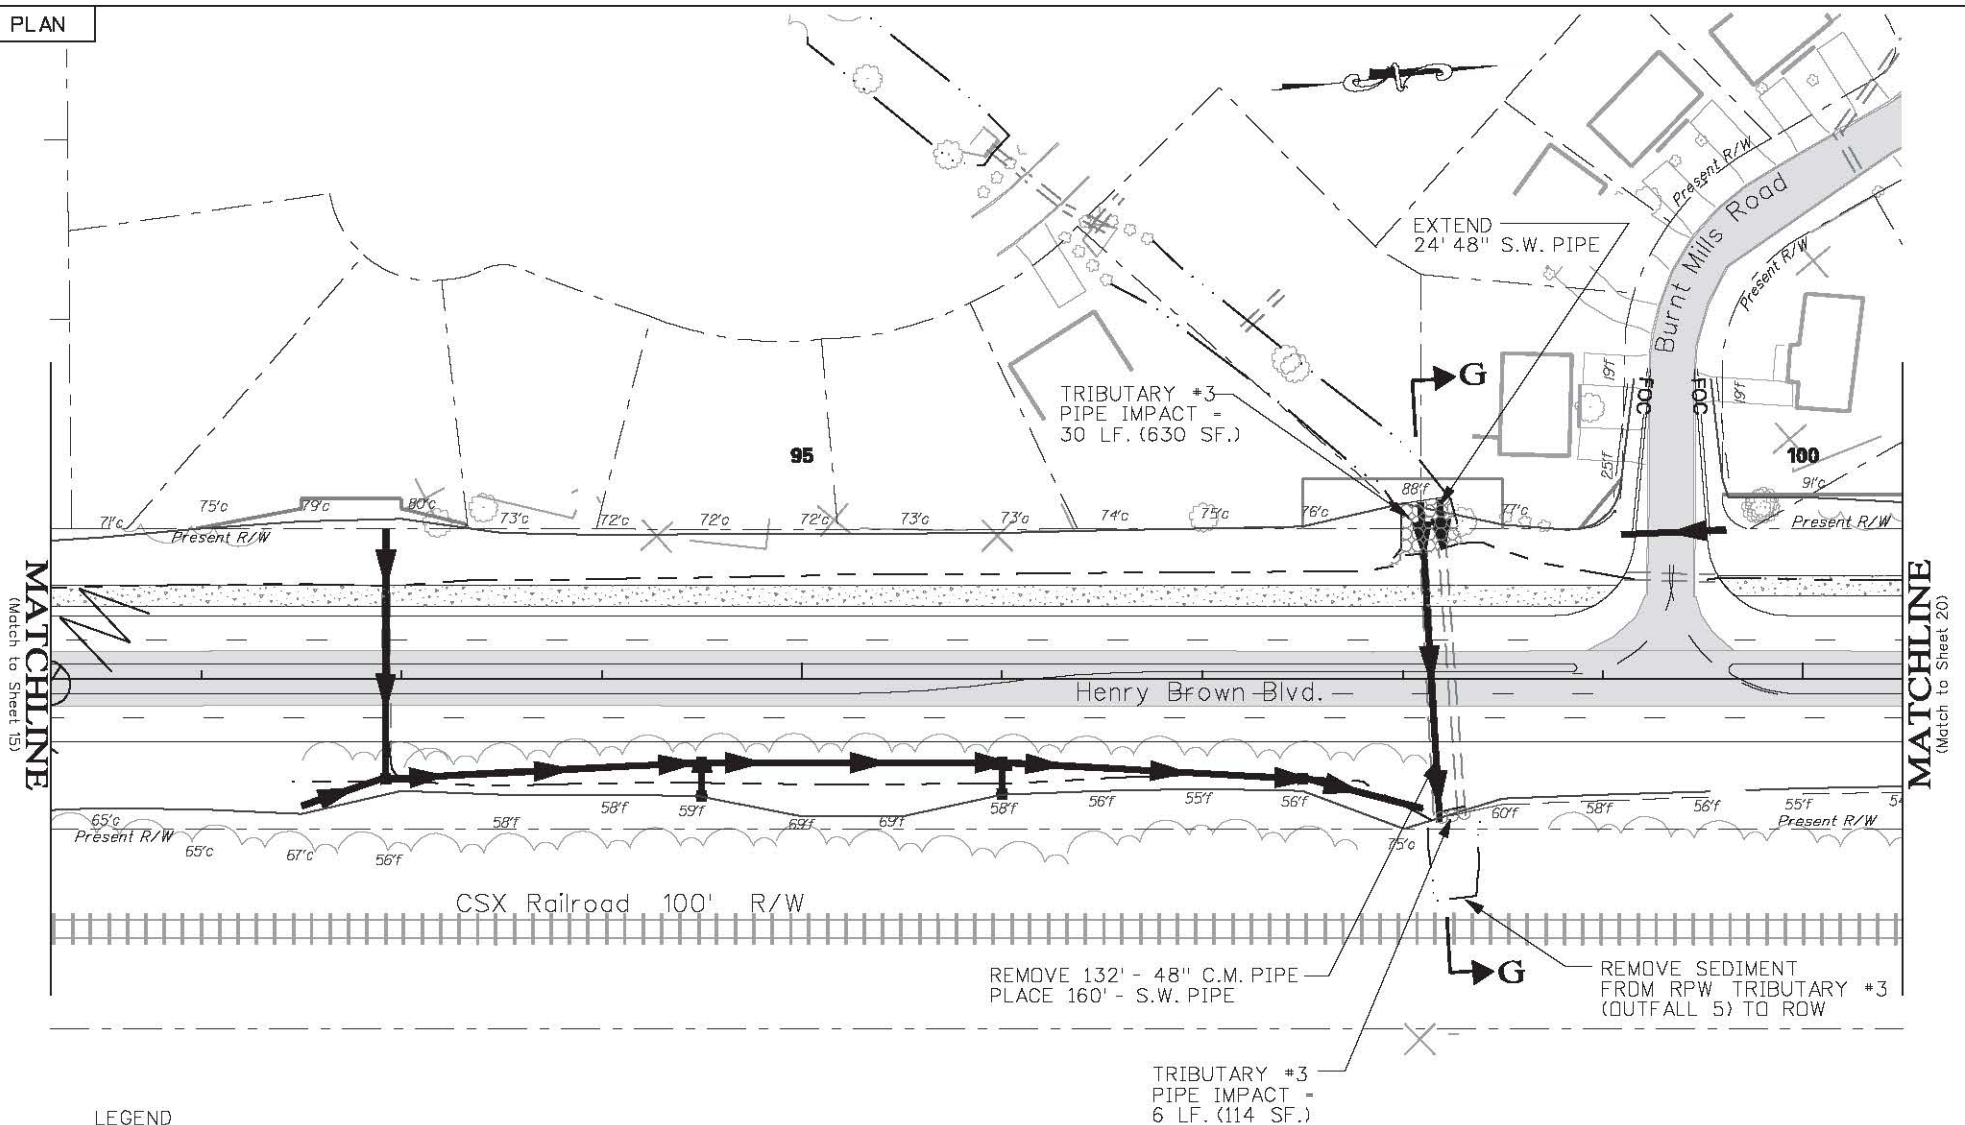 PLAN
EXTEND
24' 48" S.W. PIPE
Present R/W
Burnt Mills Road
Present R/W
G
TRIBUTARY #3
PIPE IMPACT =
30 LF. (630 SF.)
19'f
FOC
FOC
19'f
25'f
95
100
88'f
91'c
71'c
75'c
79'c
80'c
73'c
72'c
72'c
72'c
73'c
73'c
74'c
75'c
76'c
77'c
Present R/W
Present R/W
MATCHLINE
(Match to Sheet 15)
MATCHLINE
(Match to Sheet 20)
Henry Brown Blvd.
65'c
Present R/W
65'c
67'c
56'f
58'f
58'f
59'f
69'f
69'f
58'f
56'f
55'f
56'f
75'c
60'f
58'f
56'f
55'f
54
Present R/W
CSX Railroad 100' R/W
REMOVE 132' - 48" C.M. PIPE
PLACE 160' - S.W. PIPE
G
REMOVE SEDIMENT
FROM RPW TRIBUTARY #3
(OUTFALL 5) TO ROW
TRIBUTARY #3
PIPE IMPACT =
6 LF. (114 SF.)
LEGEND